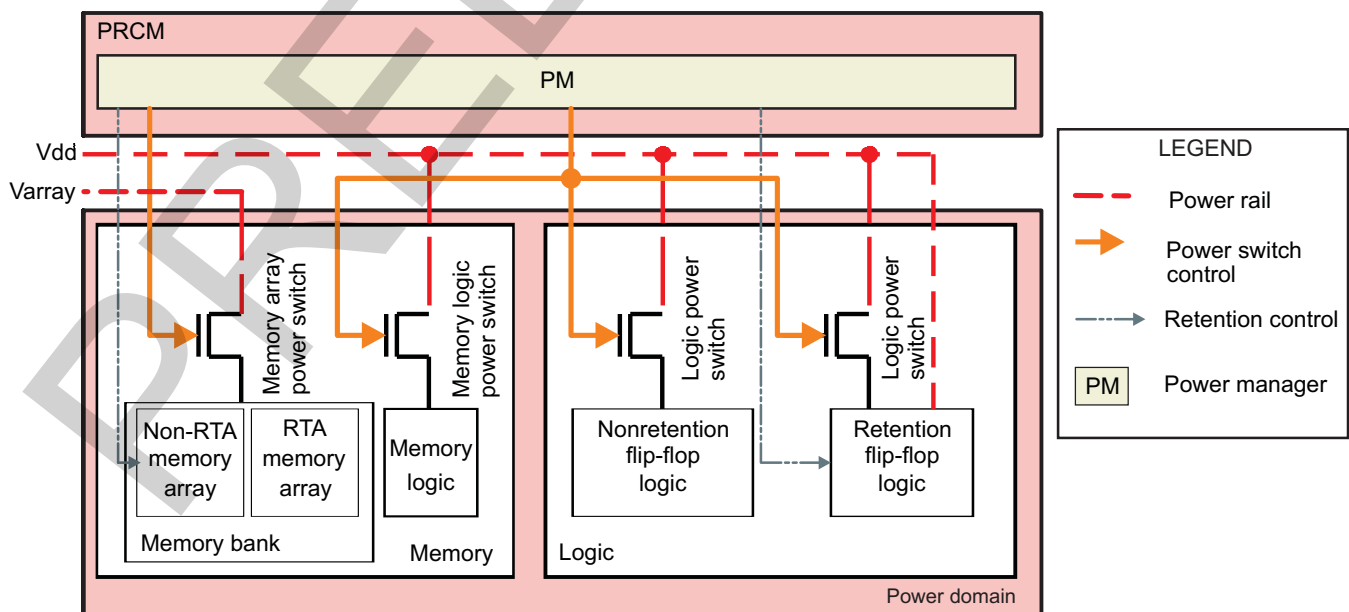 PRCM
PM
Vdd
Varray
Memory array
power switch
Memory logic
power switch
Logic power
switch
Logic power
switch
Non-RTA
memory
array
RTA
memory
array
Memory
logic
Nonretention
flip-flop
logic
Retention
flip-flop
logic
Memory bank
Memory
Logic
Power domain
LEGEND
Power rail
Power switch
control
Retention control
PM
Power manager